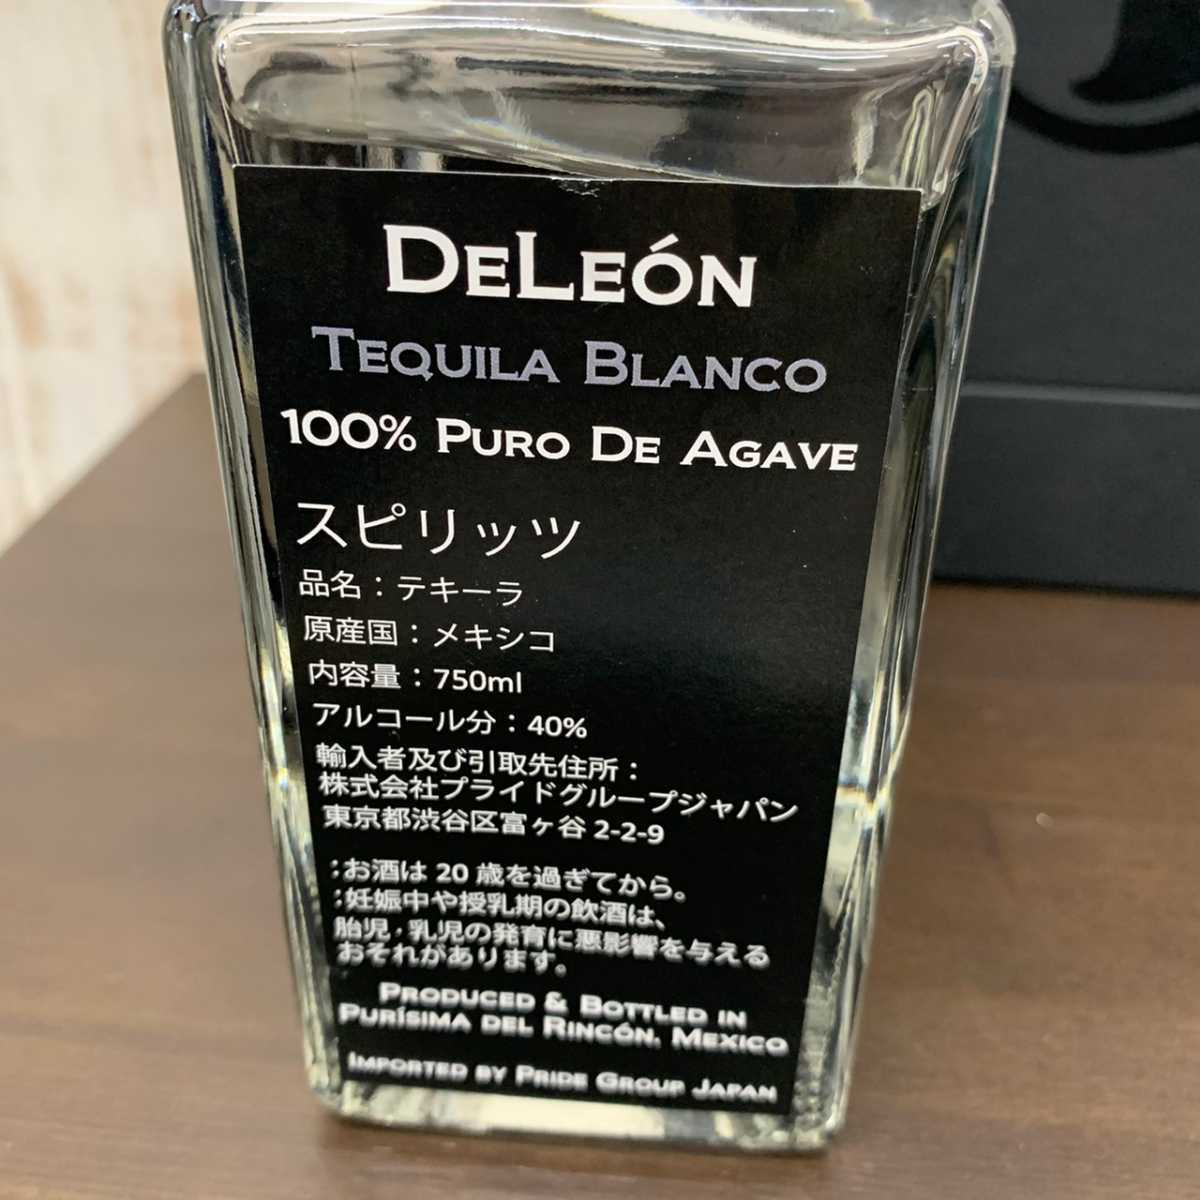 DeLeón
Tequila Blanco
100% Puro De Agave
スピリッツ
品名：テキーラ
原産国：メキシコ
内容量：750ml
アルコール分：40%
輸入者及び引取先住所：
株式会社プライドグループジャパン
東京都渋谷区富ヶ谷 2-2-9
:お酒は 20 歳を過ぎてから。
:妊娠中や授乳期の飲酒は、
胎児・乳児の発育に悪影響を与える
おそれがあります。
Produced & Bottled in
Purísima del Rincón, Mexico
Imported by Pride Group Japan